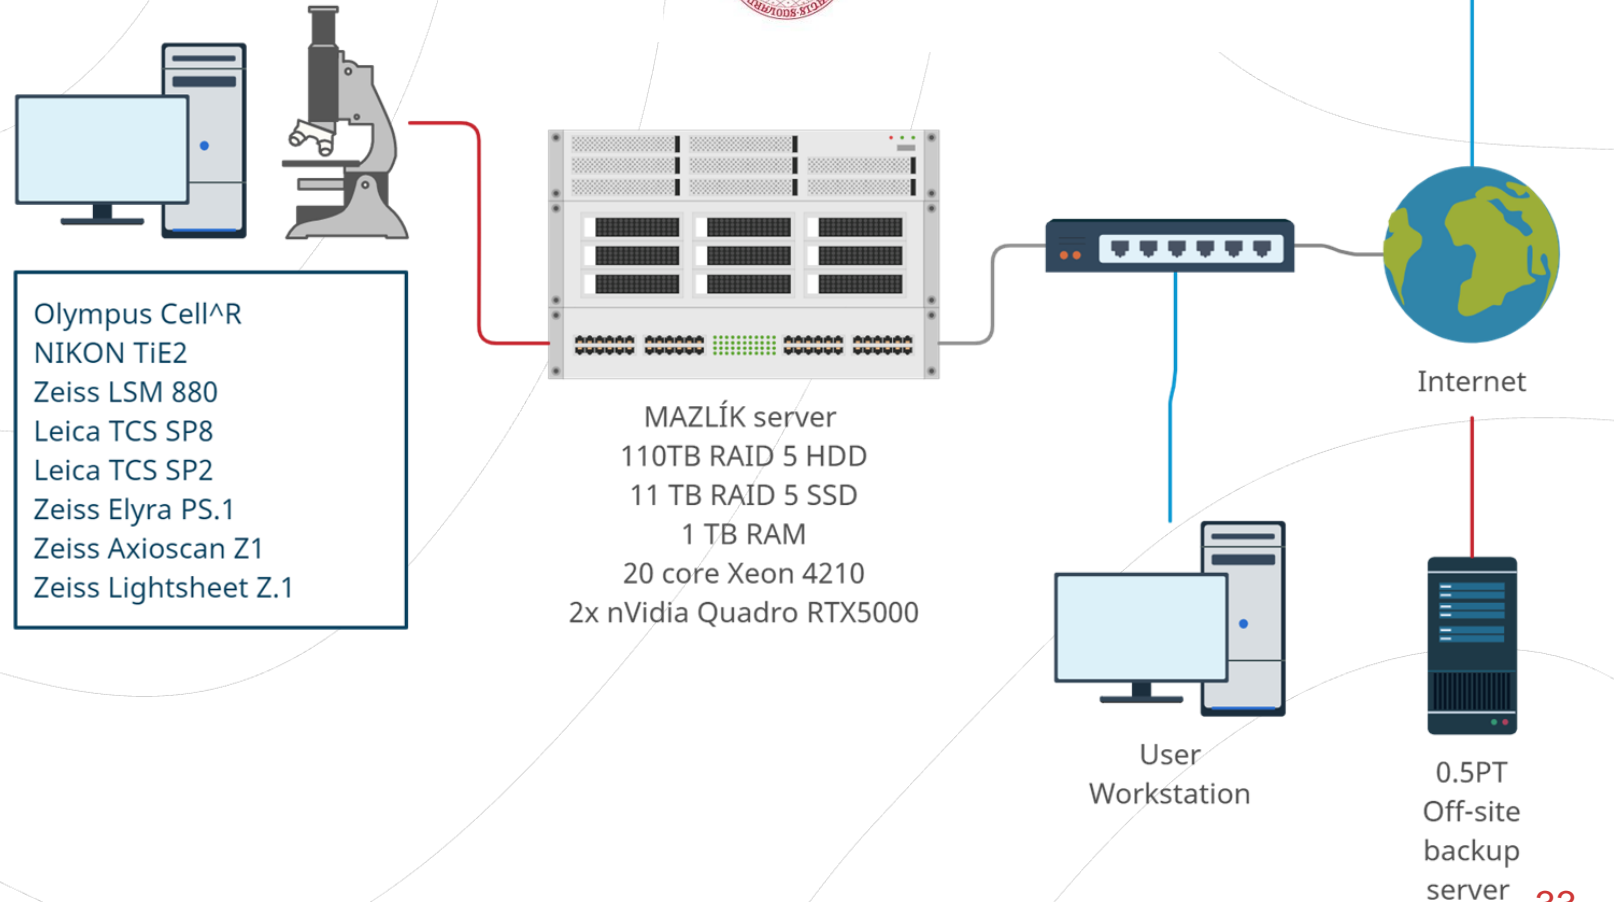 Olympus Cell^R
NIKON TiE2
Zeiss LSM 880
Leica TCS SP8
Leica TCS SP2
Zeiss Elyra PS.1
Zeiss Axioscan Z1
Zeiss Lightsheet Z.1
MAZLÍK server
110TB RAID 5 HDD
11 TB RAID 5 SSD
1 TB RAM
20 core Xeon 4210
2x nVidia Quadro RTX5000
Internet
User
Workstation
0.5PT
Off-site
backup
server